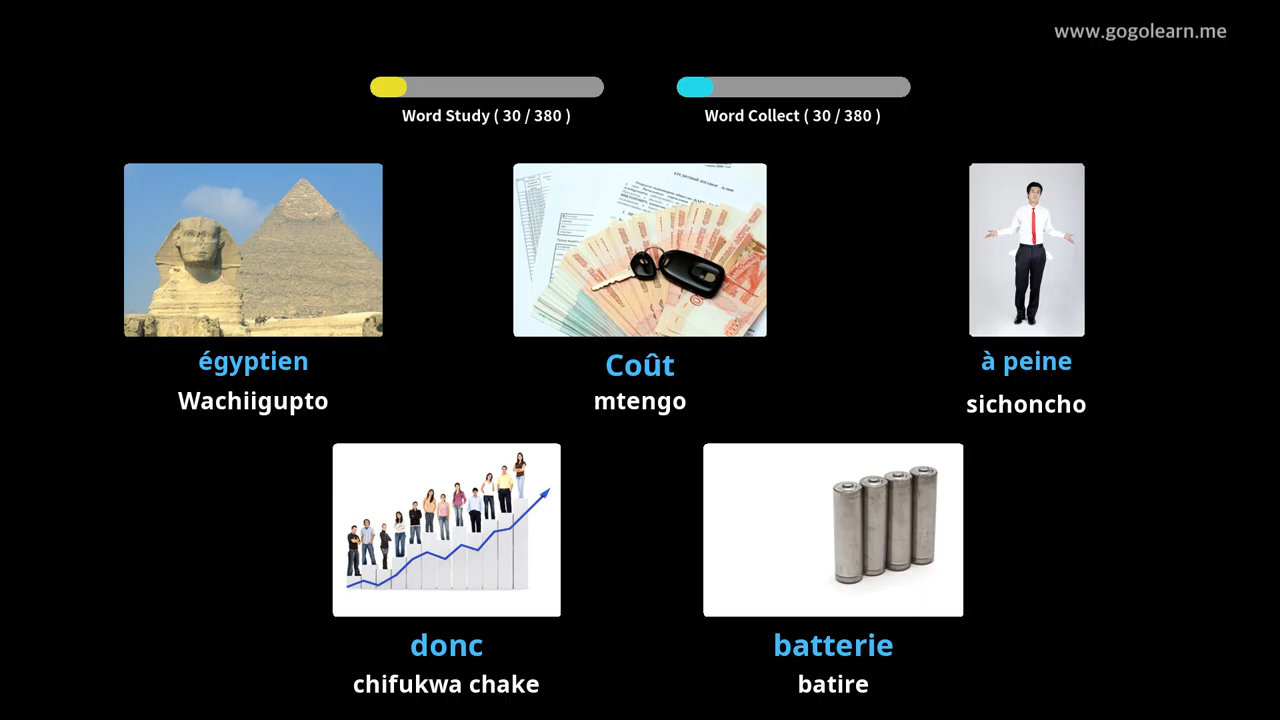 www.gogolearn.me
Word Study ( 30 / 380 )
Word Collect ( 30 / 380 )
égyptien
Wachiigupto
Coût
mtengo
à peine
sichoncho
donc
chifukwa chake
batterie
batire